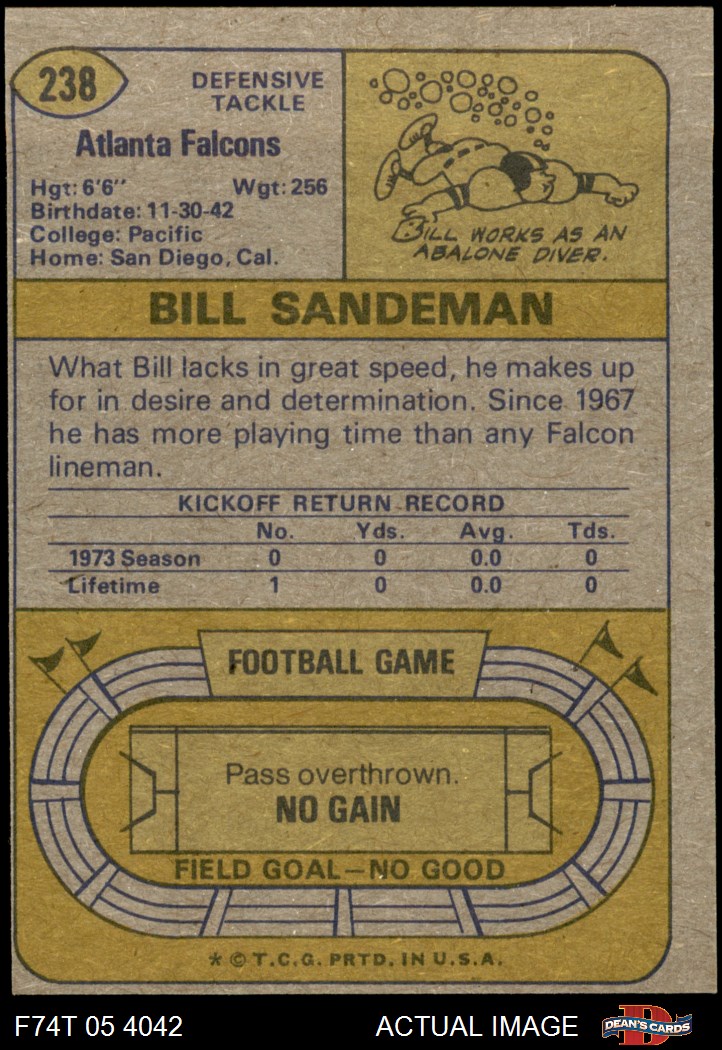 238
DEFENSIVE
TACKLE
Atlanta Falcons
Hgt: 6'6" Wgt: 256
Birthdate: 11-30-42
College: Pacific
Home: San Diego, Cal.
BILL WORKS AS AN
ABALONE DIVER.
BILL SANDEMAN
What Bill lacks in great speed, he makes up
for in desire and determination. Since 1967
he has more playing time than any Falcon
lineman.
KICKOFF RETURN RECORD
No. Yds. Avg. Tds.
1973 Season 0 0 0.0 0
Lifetime 1 0 0.0 0
FOOTBALL GAME
Pass overthrown.
NO GAIN
FIELD GOAL—NO GOOD
* © T.C.G. PRTD. IN U.S.A.
F74T 05 4042 ACTUAL IMAGE
D
DEAN'S CARDS